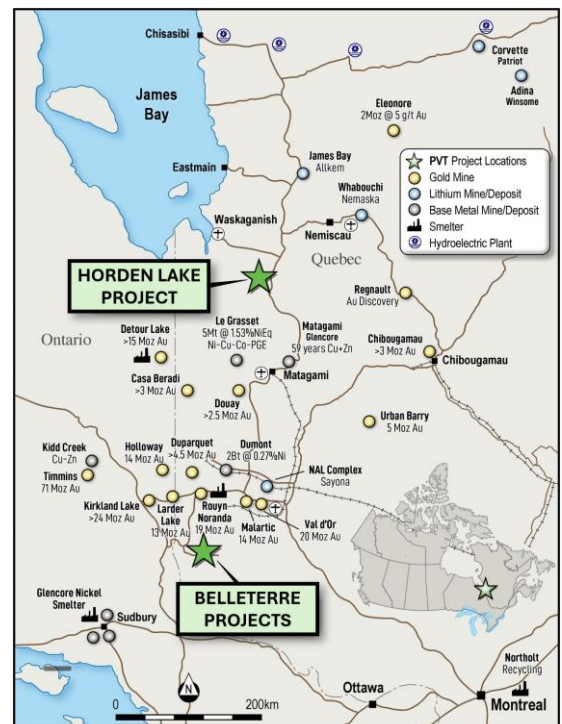 Chisasibi
Corvette
Patriot
Adina
Winsome
James
Bay
Eleonore
2Moz @ 5 g/t Au
PVT Project Locations
Gold Mine
Lithium Mine/Deposit
Base Metal Mine/Deposit
Smelter
Hydroelectric Plant
James Bay
Allkem
Eastmain
Whabouchi
Nemaska
Waskaganish
Nemiscau
Quebec
HORDEN LAKE
PROJECT
Regnault
Au Discovery
Ontario
Detour Lake
>15 Moz Au
Le Grasset
5Mt @ 1.53%NiEq
Ni-Cu-Co-PGE
Matagami
Glencore
59 years Cu+Zn
Chibougamau
>3 Moz Au
Chibougamau
Matagami
Casa Beradi
>3 Moz Au
Douay
>2.5 Moz Au
Urban Barry
5 Moz Au
Kidd Creek
Cu-Zn
Timmins
71 Moz Au
Holloway
14 Moz Au
Duparquet
>4.5 Moz Au
Dumont
2Bt @ 0.27%Ni
NAL Complex
Sayona
Kirkland Lake
>24 Moz Au
Larder
Lake
13 Moz Au
Rouyn
Noranda
19 Moz Au
Malartic
14 Moz Au
Val d'Or
20 Moz Au
BELLETERRE
PROJECTS
Glencore Nickel
Smelter
Sudbury
Northolt
Recycling
N
0
200km
Ottawa
Montreal